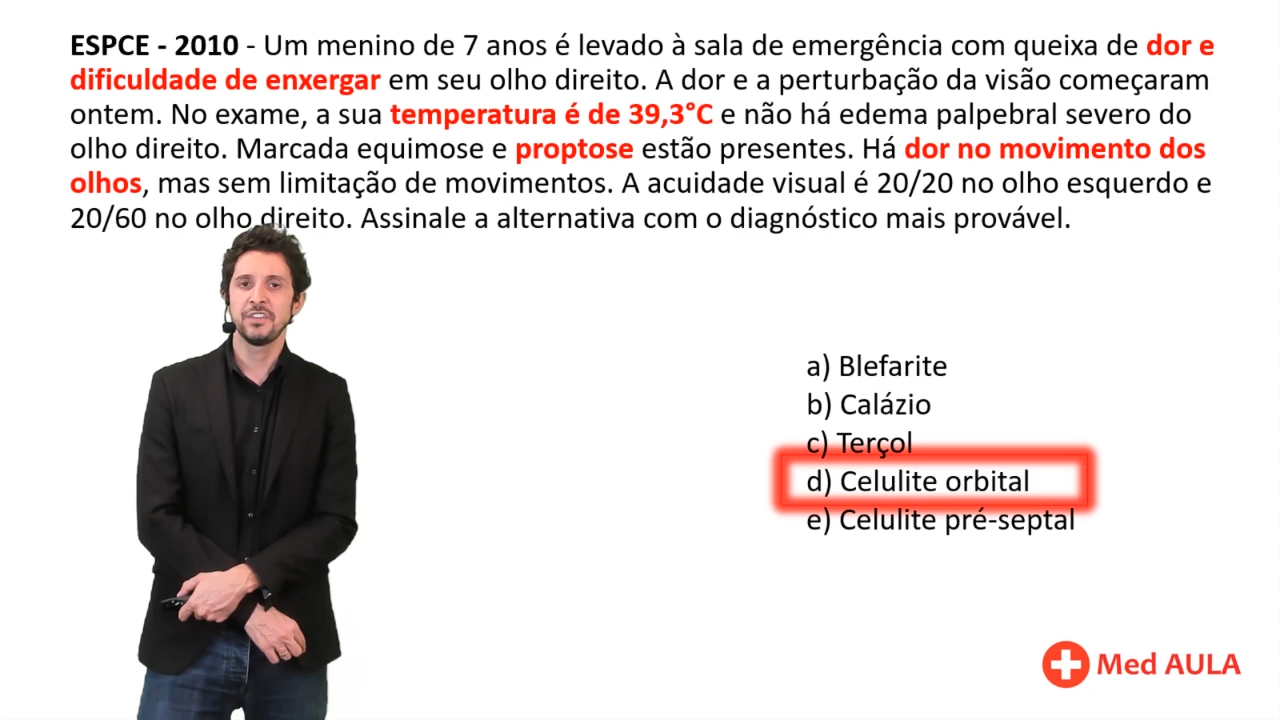 ESPCE - 2010 - Um menino de 7 anos é levado à sala de emergência com queixa de dor e
dificuldade de enxergar em seu olho direito. A dor e a perturbação da visão começaram
ontem. No exame, a sua temperatura é de 39,3°C e não há edema palpebral severo do
olho direito. Marcada equimose e proptose estão presentes. Há dor no movimento dos
olhos, mas sem limitação de movimentos. A acuidade visual é 20/20 no olho esquerdo e
20/60 no olho direito. Assinale a alternativa com o diagnóstico mais provável.
a) Blefarite
b) Calázio
c) Terçol
d) Celulite orbital
e) Celulite pré-septal
Med AULA